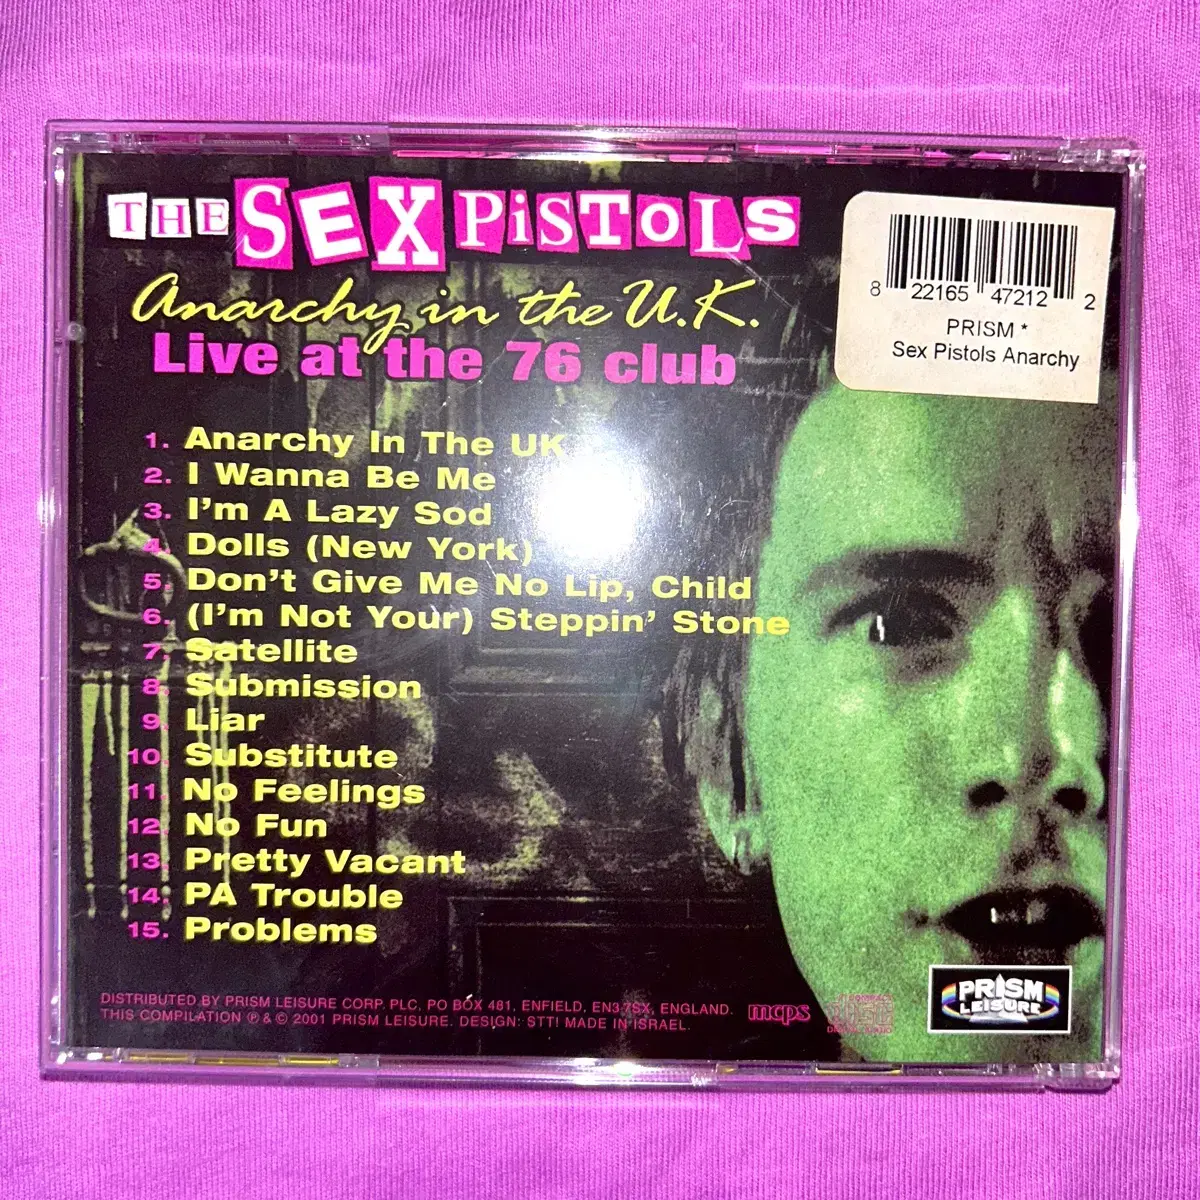 THE SEX PiSTOLS
Anarchy in the U.K.
Live at the 76 club
8 22165 47212 2
PRISM *
Sex Pistols Anarchy
1. Anarchy In The UK
2. I Wanna Be Me
3. I'm A Lazy Sod
4. Dolls (New York)
5. Don't Give Me No Lip, Child
6. (I'm Not Your) Steppin' Stone
7. Satellite
8. Submission
9. Liar
10. Substitute
11. No Feelings
12. No Fun
13. Pretty Vacant
14. PA Trouble
15. Problems
DISTRIBUTED BY PRISM LEISURE CORP. PLC, PO BOX 481, ENFIELD, EN3 7SX, ENGLAND.
THIS COMPILATION ℗ & © 2001 PRISM LEISURE. DESIGN: STT! MADE IN ISRAEL.
mcps
COMPACT
disc
DIGITAL AUDIO
PRISM
LEISURE